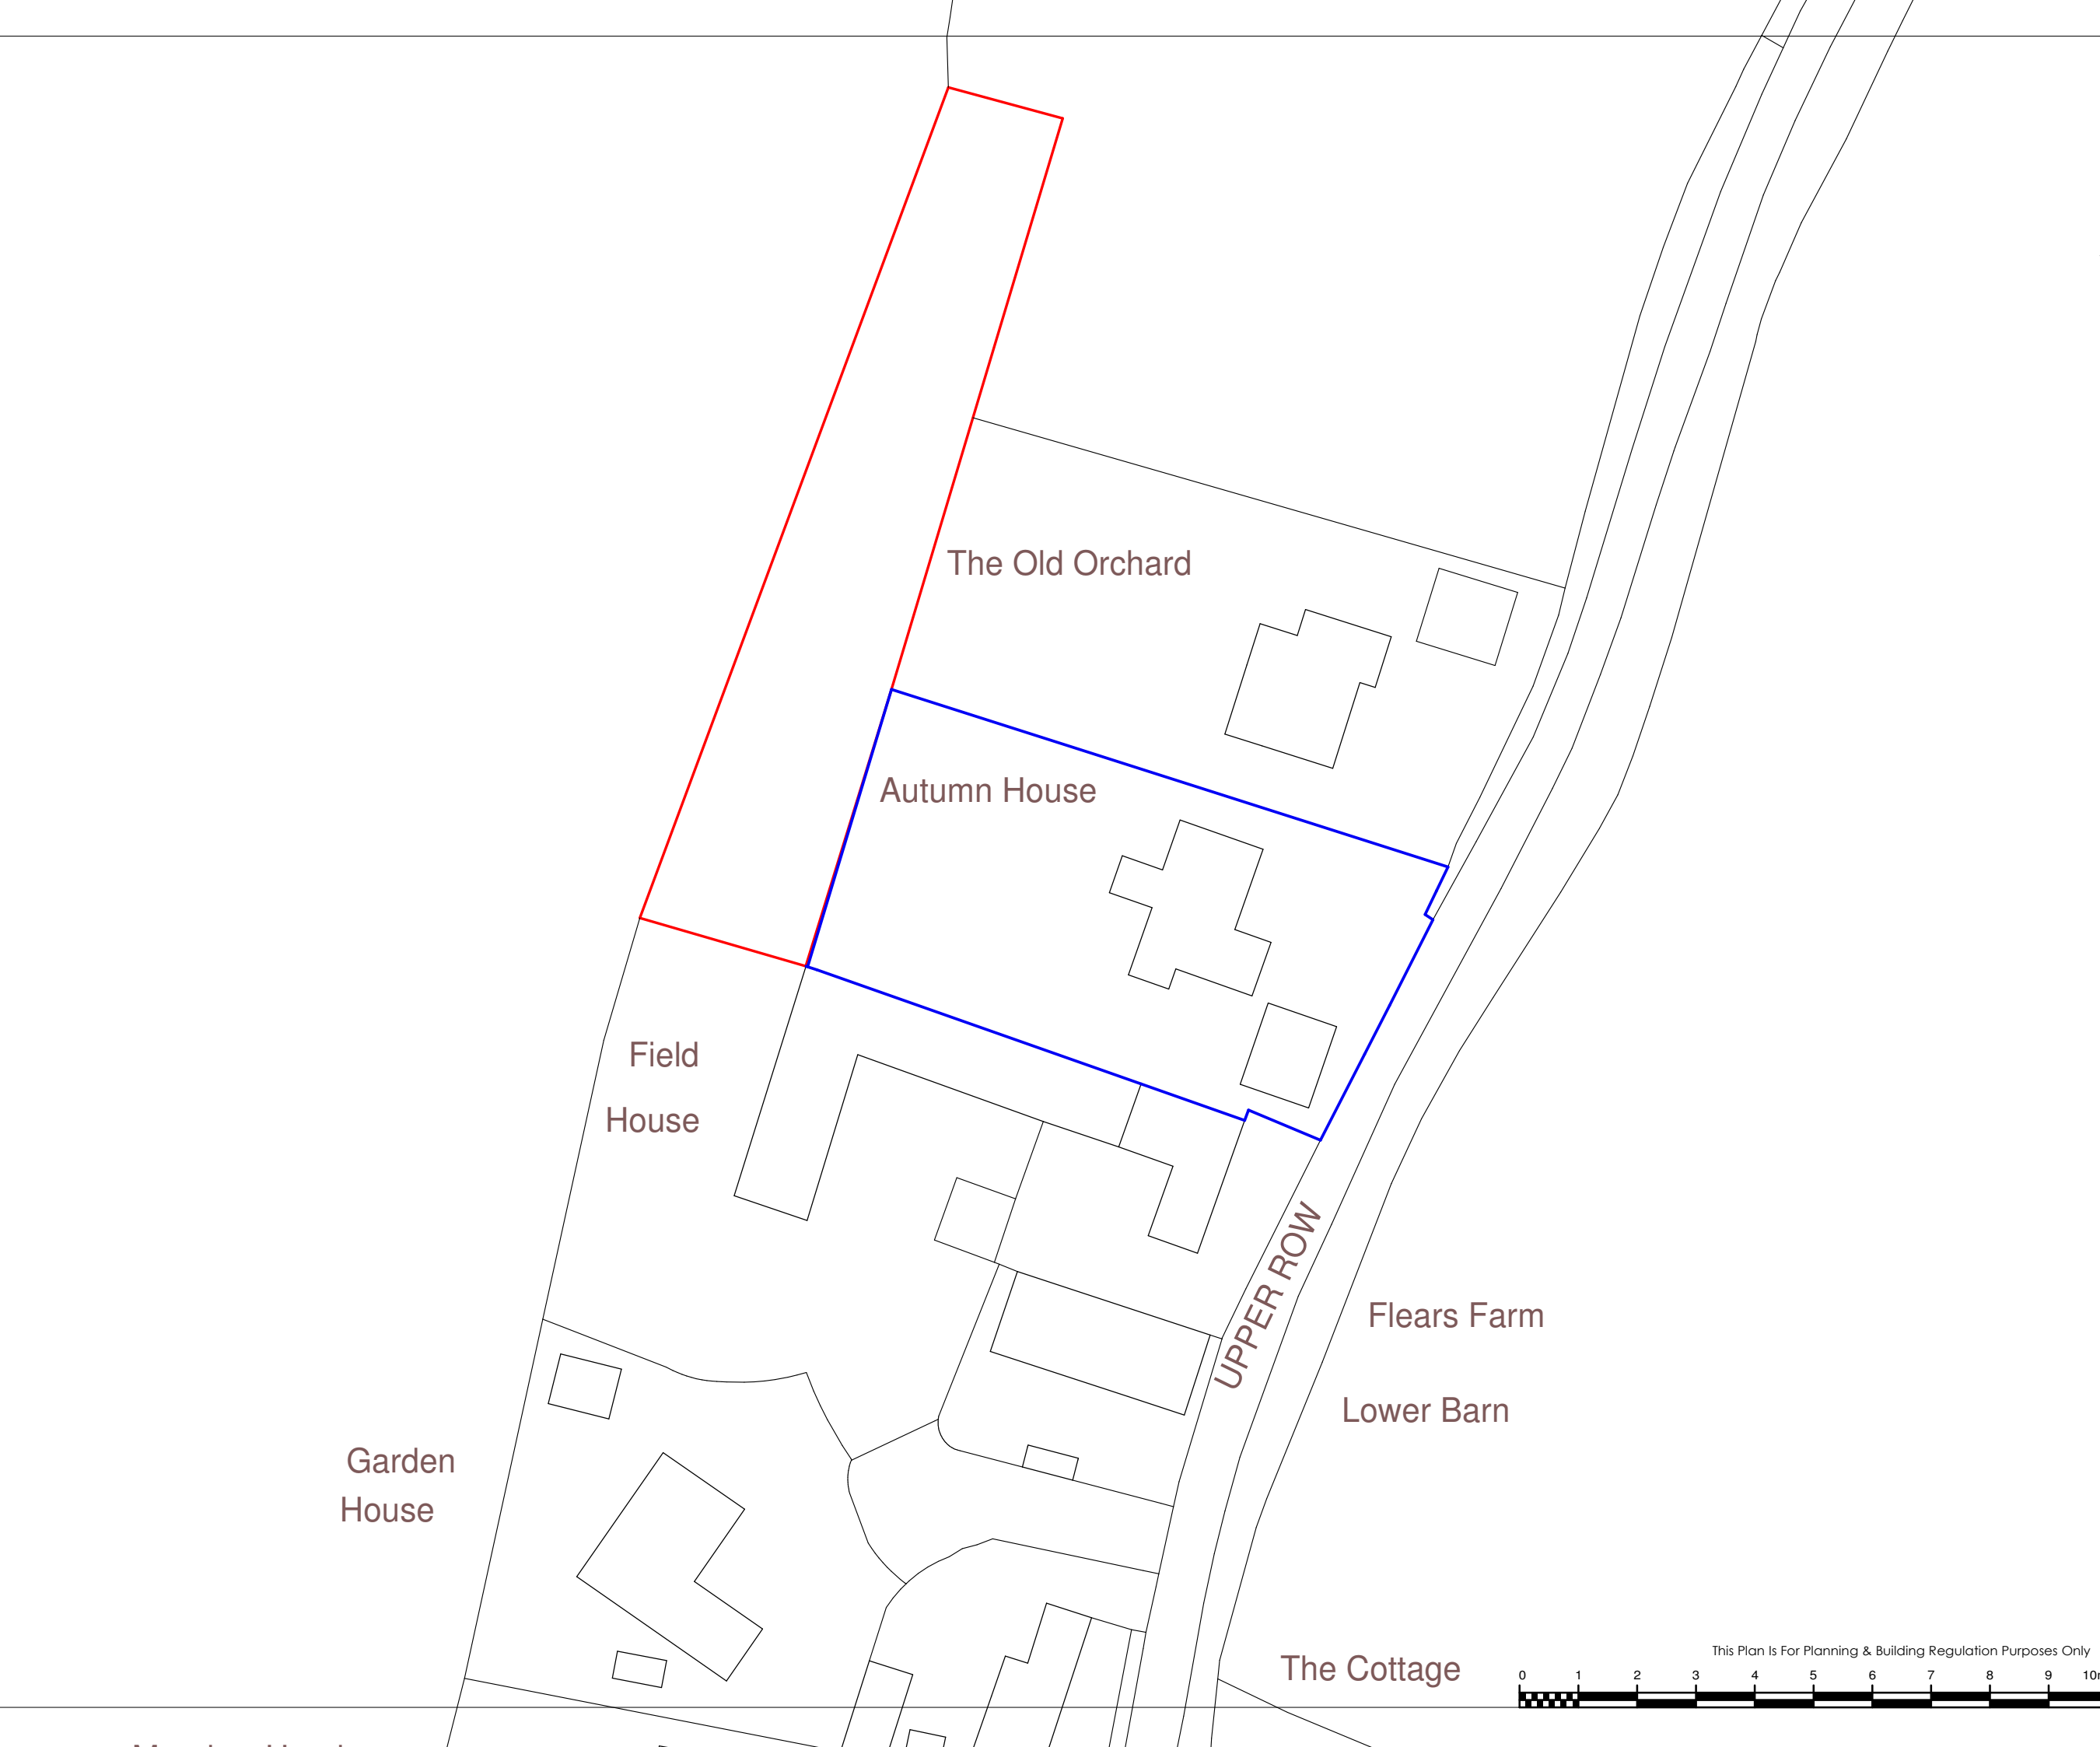 The Old Orchard
Autumn House
Field
House
UPPER ROW
Flears Farm
Lower Barn
Garden
House
This Plan Is For Planning & Building Regulation Purposes Only
The Cottage
0 1 2 3 4 5 6 7 8 9 10m